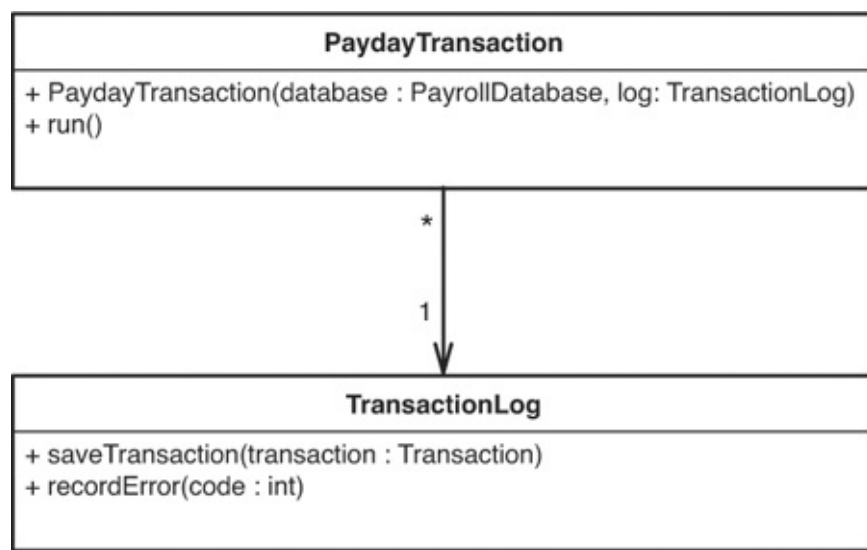 PaydayTransaction
+ PaydayTransaction(database : PayrollDatabase, log: TransactionLog)
+ run()
*
1
TransactionLog
+ saveTransaction(transaction : Transaction)
+ recordError(code : int)